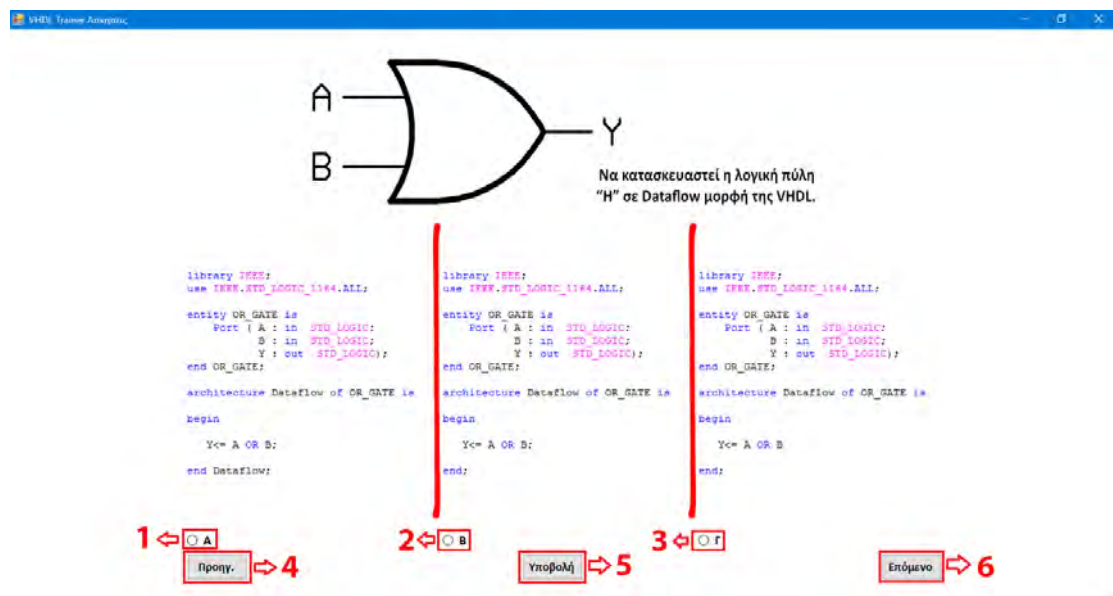 VHDL Trainer Ασκήσεις
A
B
Y
Να κατασκευαστεί η λογική πύλη
“Η” σε Dataflow μορφή της VHDL.
library IEEE;
use IEEE.STD_LOGIC_1164.ALL;
entity OR_GATE is
Port ( A : in STD_LOGIC;
B : in STD_LOGIC;
Y : out STD_LOGIC);
end OR_GATE;
architecture Dataflow of OR_GATE is
begin
Y<= A OR B;
end Dataflow;
library IEEE;
use IEEE.STD_LOGIC_1164.ALL;
entity OR_GATE is
Port ( A : in STD_LOGIC;
B : in STD_LOGIC;
Y : out STD_LOGIC);
end OR_GATE;
architecture Dataflow of OR_GATE is
begin
Y<= A OR B;
end;
library IEEE;
use IEEE.STD_LOGIC_1164.ALL;
entity OR_GATE is
Port ( A : in STD_LOGIC;
B : in STD_LOGIC;
Y : out STD_LOGIC);
end OR_GATE;
architecture Dataflow of OR_GATE is
begin
Y<= A OR B
end;
1 Α
2 Β
3 Γ
Προηγ. 4
Υποβολή 5
Επόμενο 6